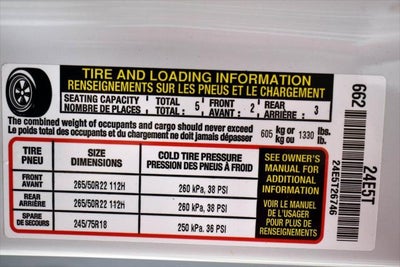 TIRE AND LOADING INFORMATION
RENSEIGNEMENTS SUR LES PNEUS ET LE CHARGEMENT
SEATING CAPACITY TOTAL : 5 FRONT : 2 REAR : 3
NOMBRE DE PLACES TOTAL : AVANT : ARRIÈRE :
The combined weight of occupants and cargo should never exceed 605 kg or 1330 lbs.
Le poids total des occupants et du chargement ne doit jamais dépasser kg ou lb.
TIRE SIZE COLD TIRE PRESSURE
PNEU DIMENSIONS PRESSION DES PNEUS À FROID
FRONT
AVANT 265/50R22 112H 260 kPa, 38 PSI
REAR
ARRIÈRE 265/50R22 112H 260 kPa, 38 PSI
SPARE
DE SECOURS 245/75R18 250 kPa, 36 PSI
SEE OWNER'S
MANUAL FOR
ADDITIONAL
INFORMATION
VOIR LE MANUEL
DE L'USAGER
POUR PLUS DE
RENSEIGNEMENTS
662
24E5T
24E5T26746